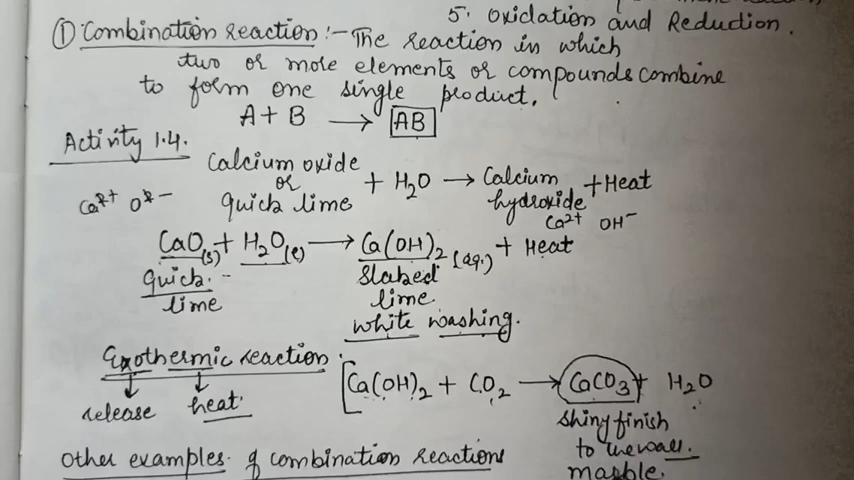 5. Oxidation and Reduction.
① Combination reaction :- The reaction in which
two or more elements or compounds combine
to form one single product.
A + B → AB
Activity 1.4.
Calcium oxide or quick lime + H₂O → Calcium hydroxide + Heat
Ca²⁺ O²⁻
Ca²⁺ OH⁻
CaO(s) + H₂O(l) → Ca(OH)₂(aq.) + Heat
quick lime
slaked lime
white washing.
Exothermic reaction
release heat
Ca(OH)₂ + CO₂ → CaCO₃ + H₂O
shiny finish
to the wall.
marble.
Other examples of combination reactions